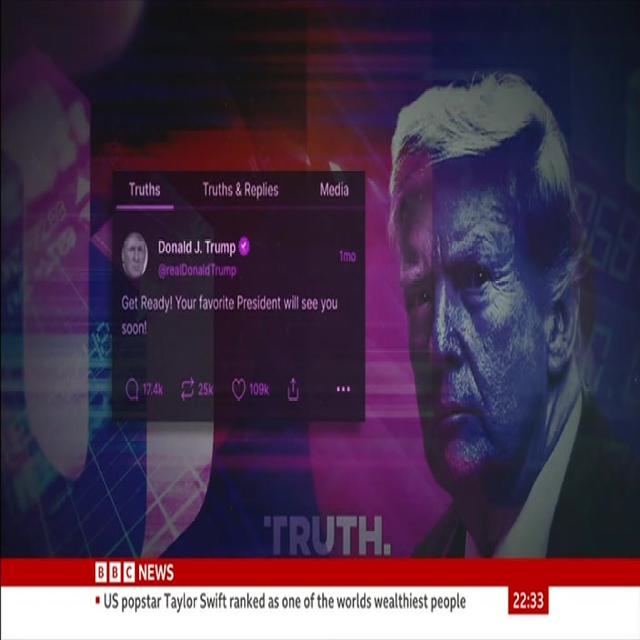 Truths Truths & Replies Media
Donald J. Trump
1mo
@realDonaldTrump
Get Ready! Your favorite President will see you
soon!
17.4k 25k 109k
TRUTH.
BBC NEWS
US popstar Taylor Swift ranked as one of the worlds wealthiest people
22:33